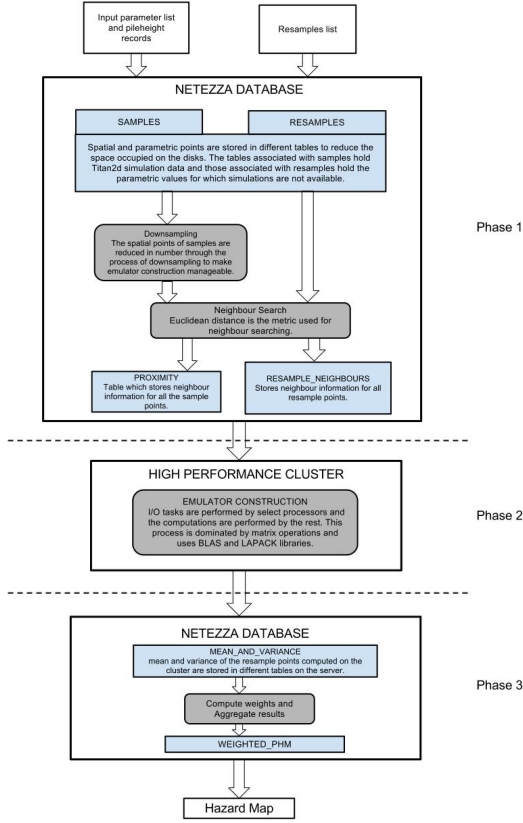 Input parameter list
and pileheight
records
Resamples list
NETEZZA DATABASE
SAMPLES
RESAMPLES
Spatial and parametric points are stored in different tables to reduce the
space occupied on the disks. The tables associated with samples hold
Titan2d simulation data and those associated with resamples hold the
parametric values for which simulations are not available.
Phase 1
Downsampling
The spatial points of samples are
reduced in number through the
process of downsampling to make
emulator construction manageable.
Neighbour Search
Euclidean distance is the metric used for
neighbour searching.
PROXIMITY
Table which stores neighbour
information for all the sample
points.
RESAMPLE_NEIGHBOURS
Stores neighbour information for all
resample points.
HIGH PERFORMANCE CLUSTER
EMULATOR CONSTRUCTION
I/O tasks are performed by select processors and
the computations are performed by the rest. This
process is dominated by matrix operations and
uses BLAS and LAPACK libraries.
Phase 2
NETEZZA DATABASE
MEAN_AND_VARIANCE
mean and variance of the resample points computed on the
cluster are stored in different tables on the server.
Phase 3
Compute weights and
Aggregate results
WEIGHTED_PHM
Hazard Map